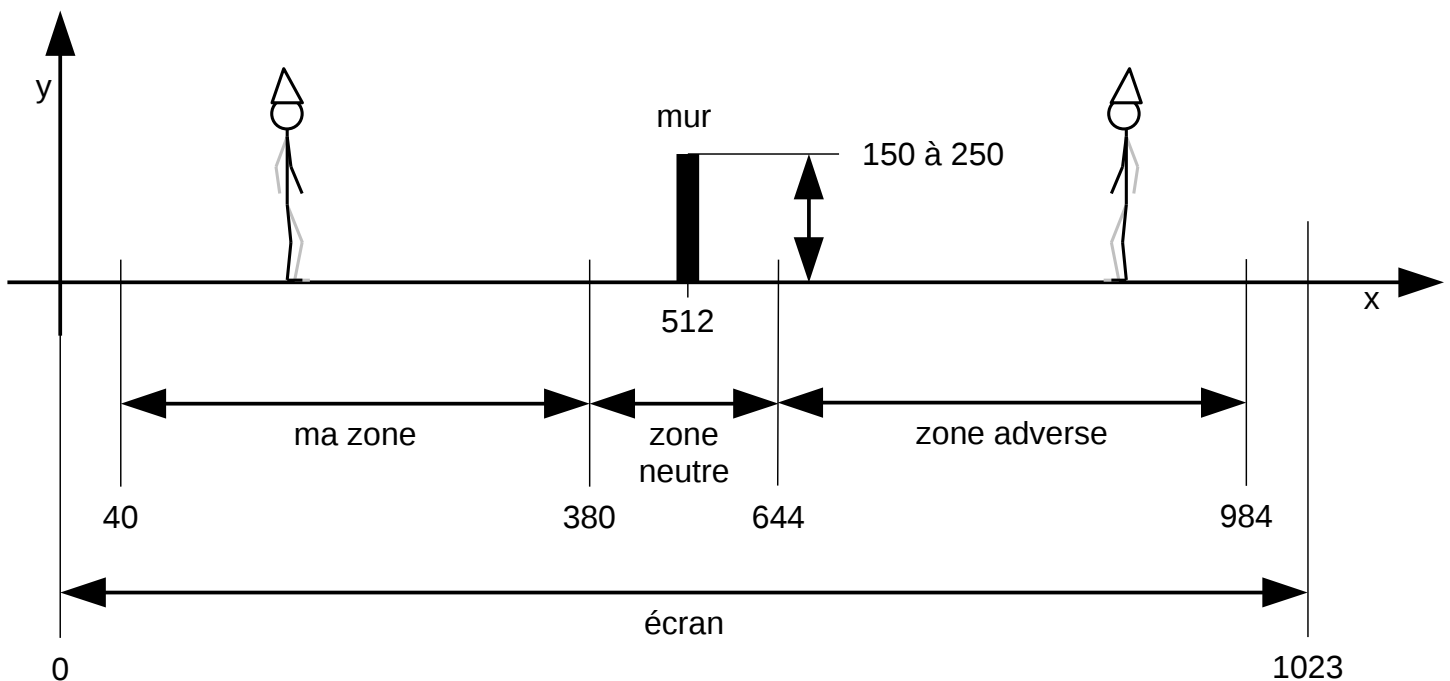 y
mur
150 à 250
x
512
ma zone
zone
neutre
zone adverse
40
380
644
984
écran
0
1023